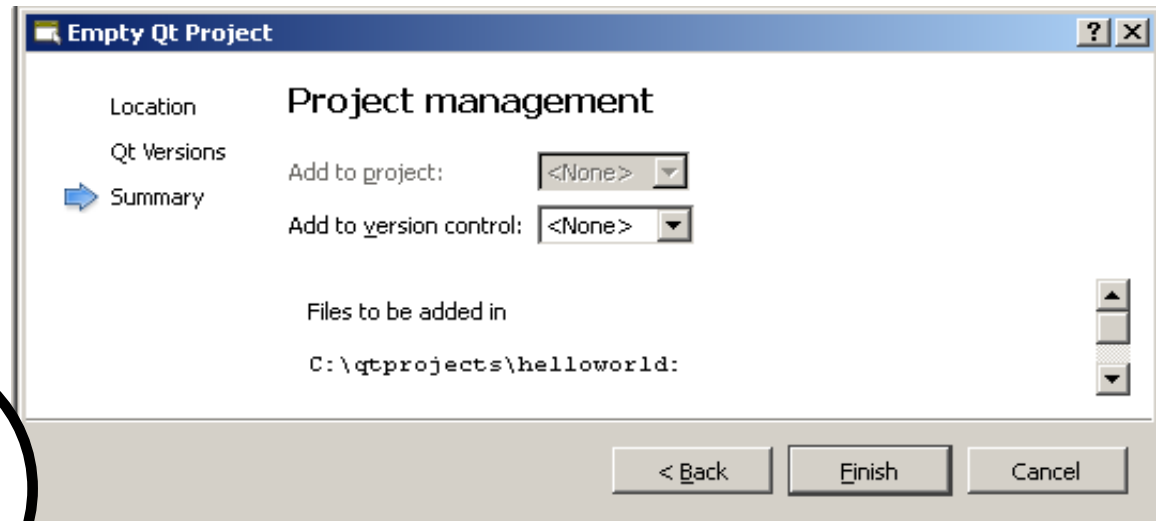 Empty Qt Project
Location
Qt Versions
Summary
Project management
Add to project: <None>
Add to version control: <None>
Files to be added in
C:\qtprojects\helloworld:
< Back Finish Cancel